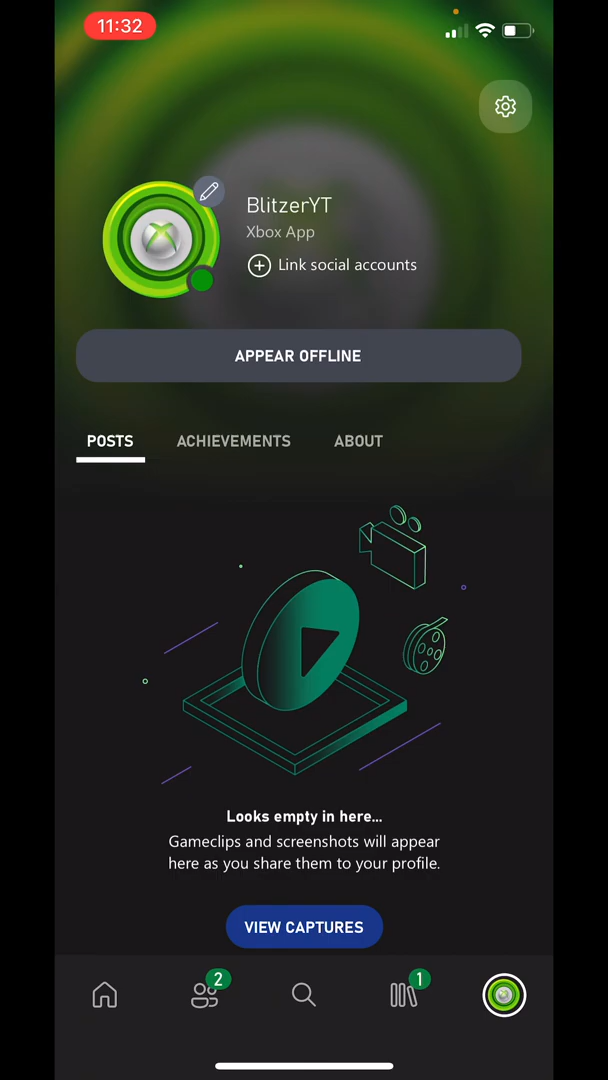 11:32
BlitzerYT
Xbox App
Link social accounts
APPEAR OFFLINE
POSTS ACHIEVEMENTS ABOUT
Looks empty in here...
Gameclips and screenshots will appear
here as you share them to your profile.
VIEW CAPTURES
2 1